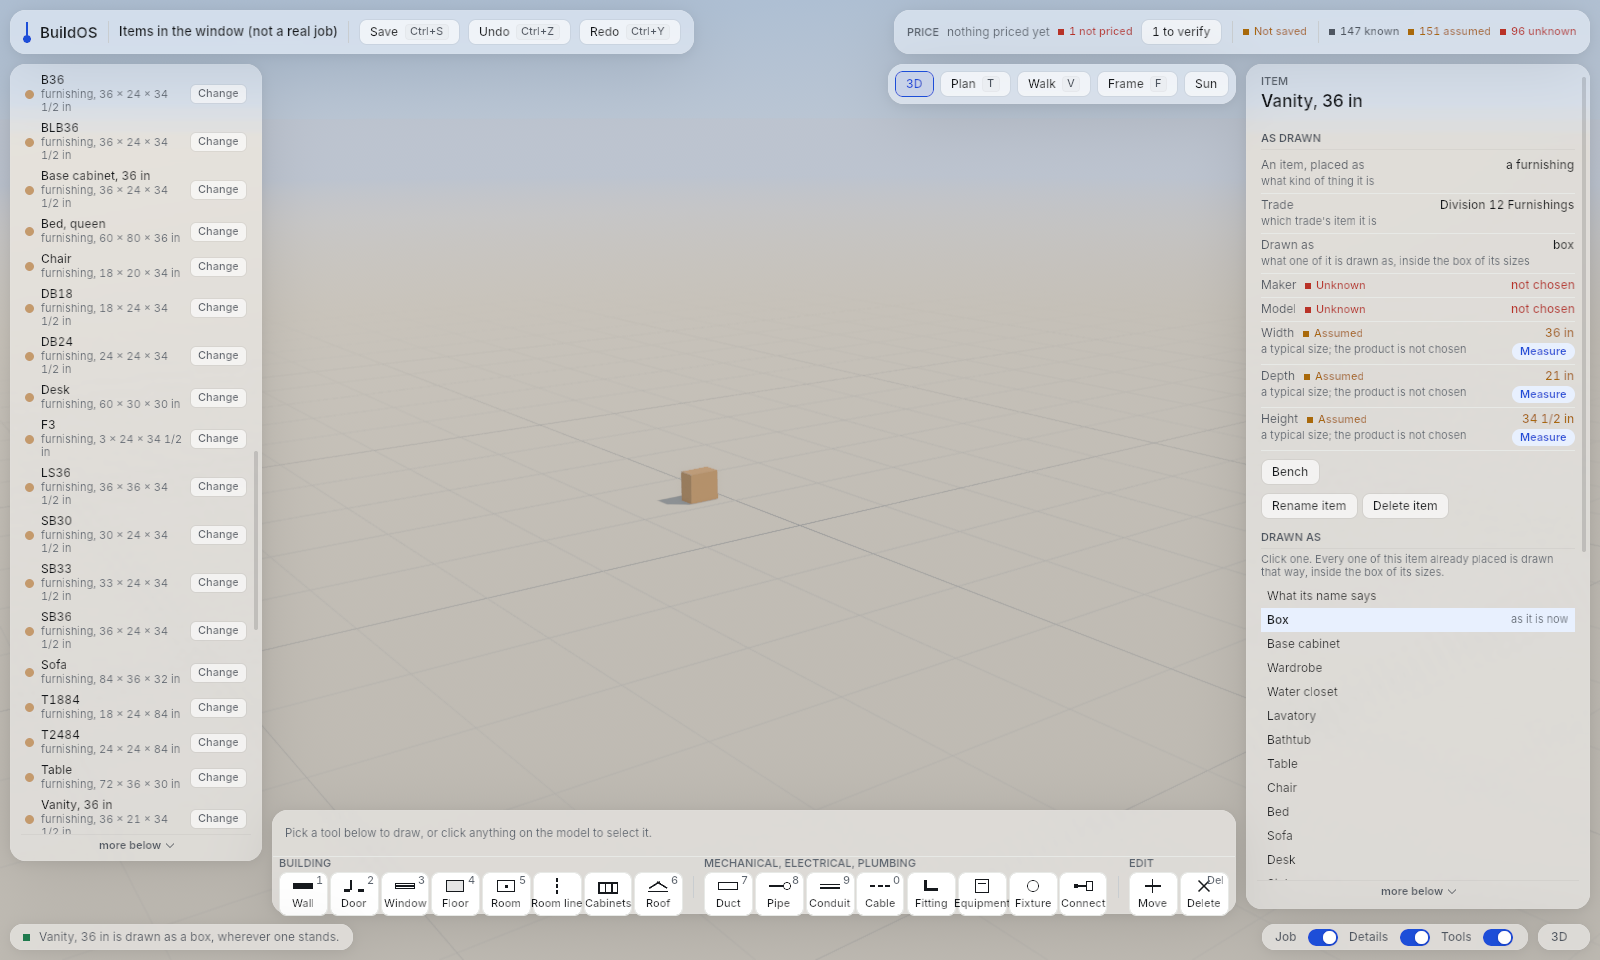 BuildOS
Items in the window (not a real job)
Save Ctrl+S
Undo Ctrl+Z
Redo Ctrl+Y
PRICE nothing priced yet 1 not priced 1 to verify Not saved 147 known 151 assumed 96 unknown
3D Plan T Walk V Frame F Sun
B36
furnishing, 36 × 24 × 34
1/2 in
Change
BLB36
furnishing, 36 × 24 × 34
1/2 in
Change
Base cabinet, 36 in
furnishing, 36 × 24 × 34
1/2 in
Change
Bed, queen
furnishing, 60 × 80 × 36 in
Change
Chair
furnishing, 18 × 20 × 34 in
Change
DB18
furnishing, 18 × 24 × 34
1/2 in
Change
DB24
furnishing, 24 × 24 × 34
1/2 in
Change
Desk
furnishing, 60 × 30 × 30 in
Change
F3
furnishing, 3 × 24 × 34 1/2
in
Change
LS36
furnishing, 36 × 36 × 34
1/2 in
Change
SB30
furnishing, 30 × 24 × 34
1/2 in
Change
SB33
furnishing, 33 × 24 × 34
1/2 in
Change
SB36
furnishing, 36 × 24 × 34
1/2 in
Change
Sofa
furnishing, 84 × 36 × 32 in
Change
T1884
furnishing, 18 × 24 × 84 in
Change
T2484
furnishing, 24 × 24 × 84 in
Change
Table
furnishing, 72 × 36 × 30 in
Change
Vanity, 36 in
furnishing, 36 × 21 × 34
1/2 in
Change
more below
ITEM
Vanity, 36 in
AS DRAWN
An item, placed as a furnishing
what kind of thing it is
Trade Division 12 Furnishings
which trade's item it is
Drawn as box
what one of it is drawn as, inside the box of its sizes
Maker Unknown not chosen
Model Unknown not chosen
Width Assumed 36 in
a typical size; the product is not chosen Measure
Depth Assumed 21 in
a typical size; the product is not chosen Measure
Height Assumed 34 1/2 in
a typical size; the product is not chosen Measure
Bench
Rename item Delete item
DRAWN AS
Click one. Every one of this item already placed is drawn
that way, inside the box of its sizes.
What its name says
Box as it is now
Base cabinet
Wardrobe
Water closet
Lavatory
Bathtub
Table
Chair
Bed
Sofa
Desk
more below
Pick a tool below to draw, or click anything on the model to select it.
BUILDING
1 Wall
2 Door
3 Window
4 Floor
5 Room
Room line
Cabinets
6 Roof
MECHANICAL, ELECTRICAL, PLUMBING
7 Duct
8 Pipe
9 Conduit
0 Cable
Fitting
Equipment
Fixture
Connect
EDIT
Move
Del Delete
Vanity, 36 in is drawn as a box, wherever one stands.
Job Details Tools 3D